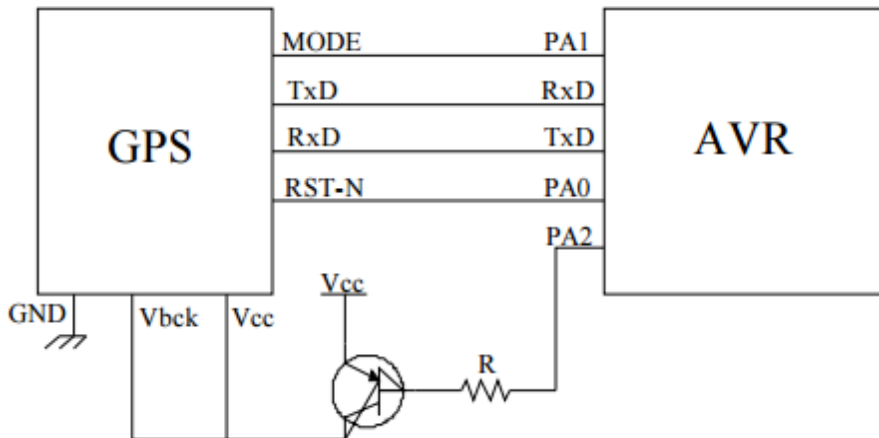 MODE PA1
TxD RxD
GPS AVR
RxD TxD
RST-N PA0
PA2
Vcc
GND Vbck Vcc
R